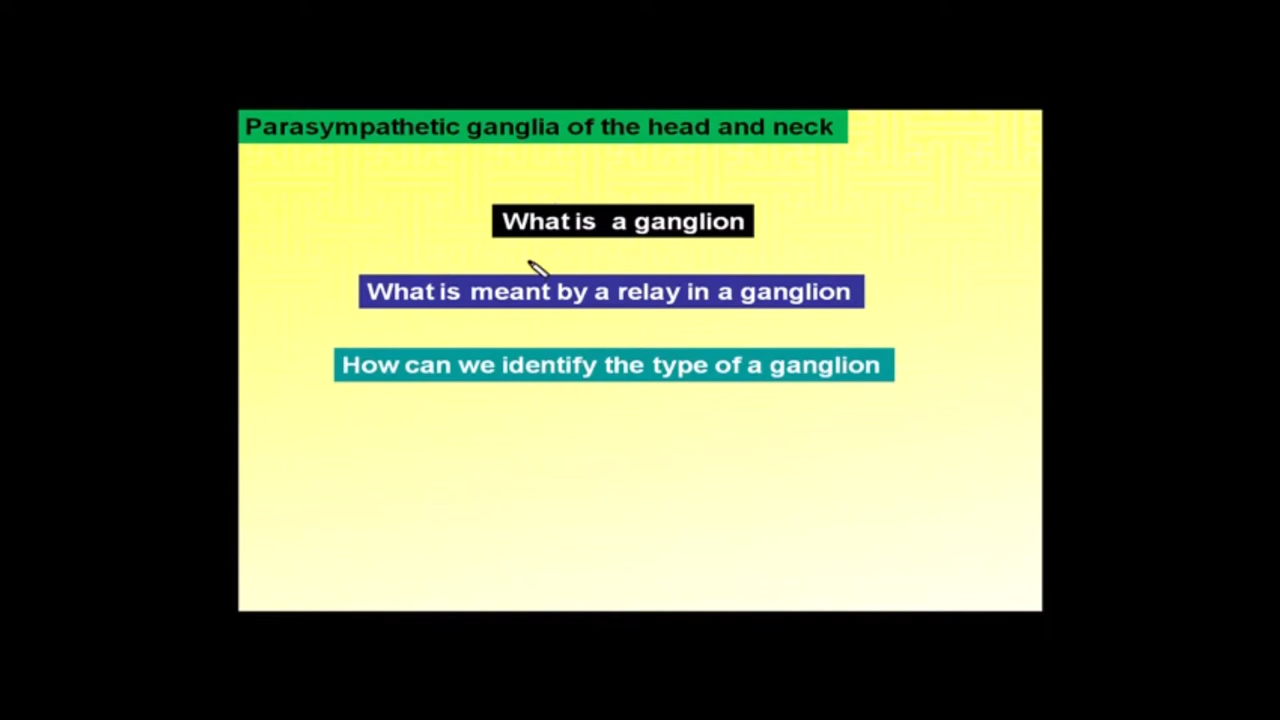 Parasympathetic ganglia of the head and neck
What is a ganglion
What is meant by a relay in a ganglion
How can we identify the type of a ganglion